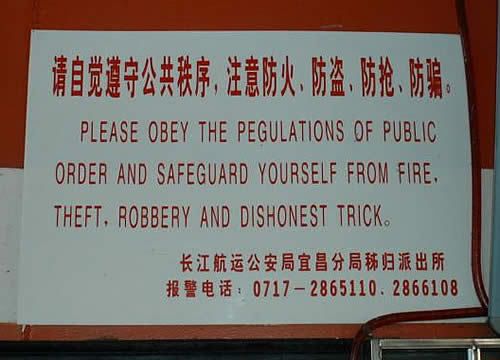 请自觉遵守公共秩序，注意防火、防盗、防抢、防骗。
PLEASE OBEY THE PEGULATIONS OF PUBLIC
ORDER AND SAFEGUARD YOURSELF FROM FIRE,
THEFT, ROBBERY AND DISHONEST TRICK。
长江航运公安局宜昌分局秭归派出所
报警电话：0717－2865110、2866108